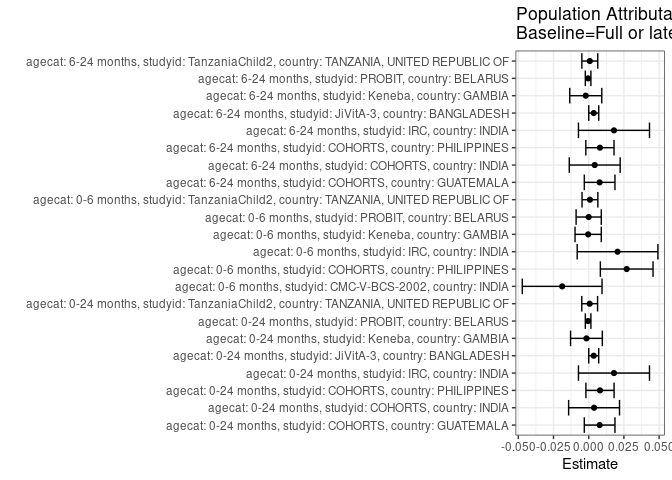 Population Attributa
Baseline=Full or late
agecat: 6-24 months, studyid: TanzaniaChild2, country: TANZANIA, UNITED REPUBLIC OF
agecat: 6-24 months, studyid: PROBIT, country: BELARUS
agecat: 6-24 months, studyid: Keneba, country: GAMBIA
agecat: 6-24 months, studyid: JiVitA-3, country: BANGLADESH
agecat: 6-24 months, studyid: IRC, country: INDIA
agecat: 6-24 months, studyid: COHORTS, country: PHILIPPINES
agecat: 6-24 months, studyid: COHORTS, country: INDIA
agecat: 6-24 months, studyid: COHORTS, country: GUATEMALA
agecat: 0-6 months, studyid: TanzaniaChild2, country: TANZANIA, UNITED REPUBLIC OF
agecat: 0-6 months, studyid: PROBIT, country: BELARUS
agecat: 0-6 months, studyid: Keneba, country: GAMBIA
agecat: 0-6 months, studyid: IRC, country: INDIA
agecat: 0-6 months, studyid: COHORTS, country: PHILIPPINES
agecat: 0-6 months, studyid: CMC-V-BCS-2002, country: INDIA
agecat: 0-24 months, studyid: TanzaniaChild2, country: TANZANIA, UNITED REPUBLIC OF
agecat: 0-24 months, studyid: PROBIT, country: BELARUS
agecat: 0-24 months, studyid: Keneba, country: GAMBIA
agecat: 0-24 months, studyid: JiVitA-3, country: BANGLADESH
agecat: 0-24 months, studyid: IRC, country: INDIA
agecat: 0-24 months, studyid: COHORTS, country: PHILIPPINES
agecat: 0-24 months, studyid: COHORTS, country: INDIA
agecat: 0-24 months, studyid: COHORTS, country: GUATEMALA
-0.050 -0.025 0.000 0.025 0.050
Estimate